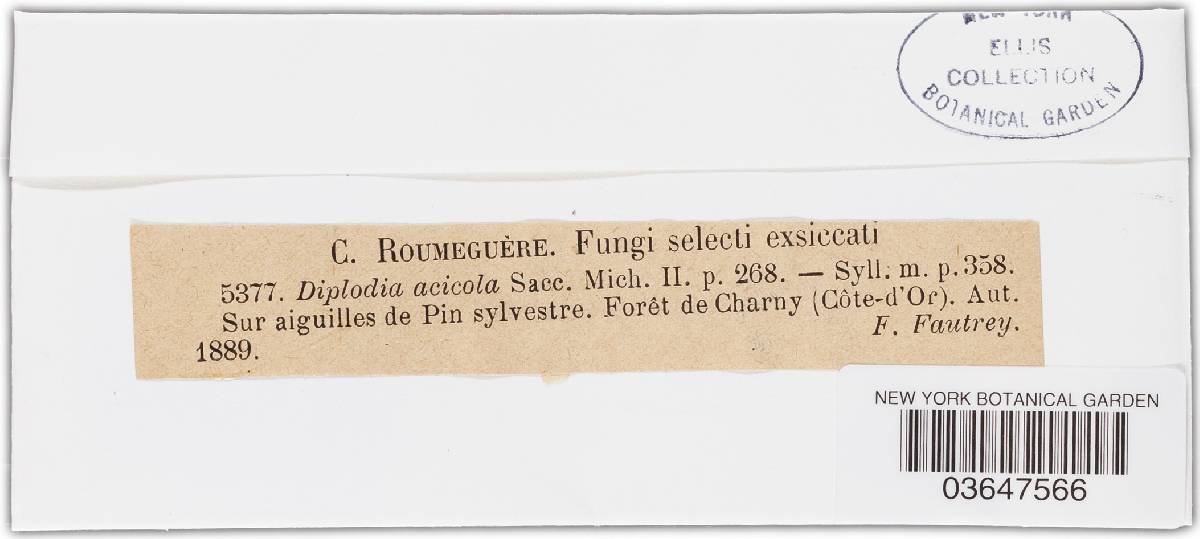 NEW YORK
ELLIS
COLLECTION
BOTANICAL GARDEN
C. ROUMEGUÈRE. Fungi selecti exsiccati
5377. Diplodia acicola Sacc. Mich. II. p. 268. — Syll. m. p. 358.
Sur aiguilles de Pin sylvestre. Forêt de Charny (Côte-d'Or). Aut.
1889. F. Fautrey.
NEW YORK BOTANICAL GARDEN
03647566